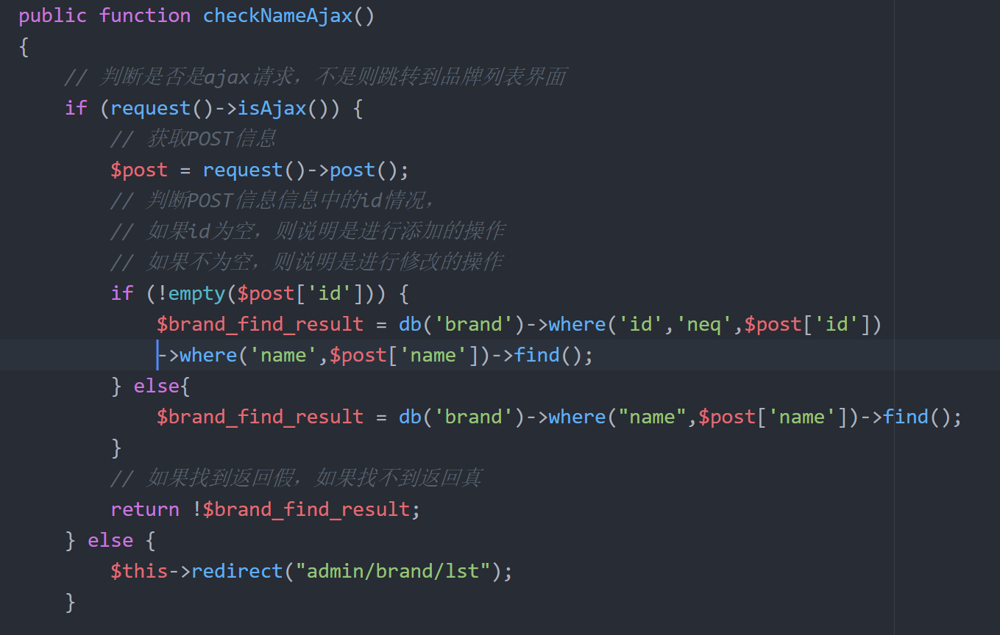 public function checkNameAjax()
{
// 判断是否是ajax请求，不是则跳转到品牌列表界面
if (request()->isAjax()) {
// 获取POST信息
$post = request()->post();
// 判断POST信息信息中的id情况，
// 如果id为空，则说明是进行添加的操作
// 如果不为空，则说明是进行修改的操作
if (!empty($post['id'])) {
$brand_find_result = db('brand')->where('id','neq',$post['id'])
->where('name',$post['name'])->find();
} else{
$brand_find_result = db('brand')->where("name",$post['name'])->find();
}
// 如果找到返回假，如果找不到返回真
return !$brand_find_result;
} else {
$this->redirect("admin/brand/lst");
}